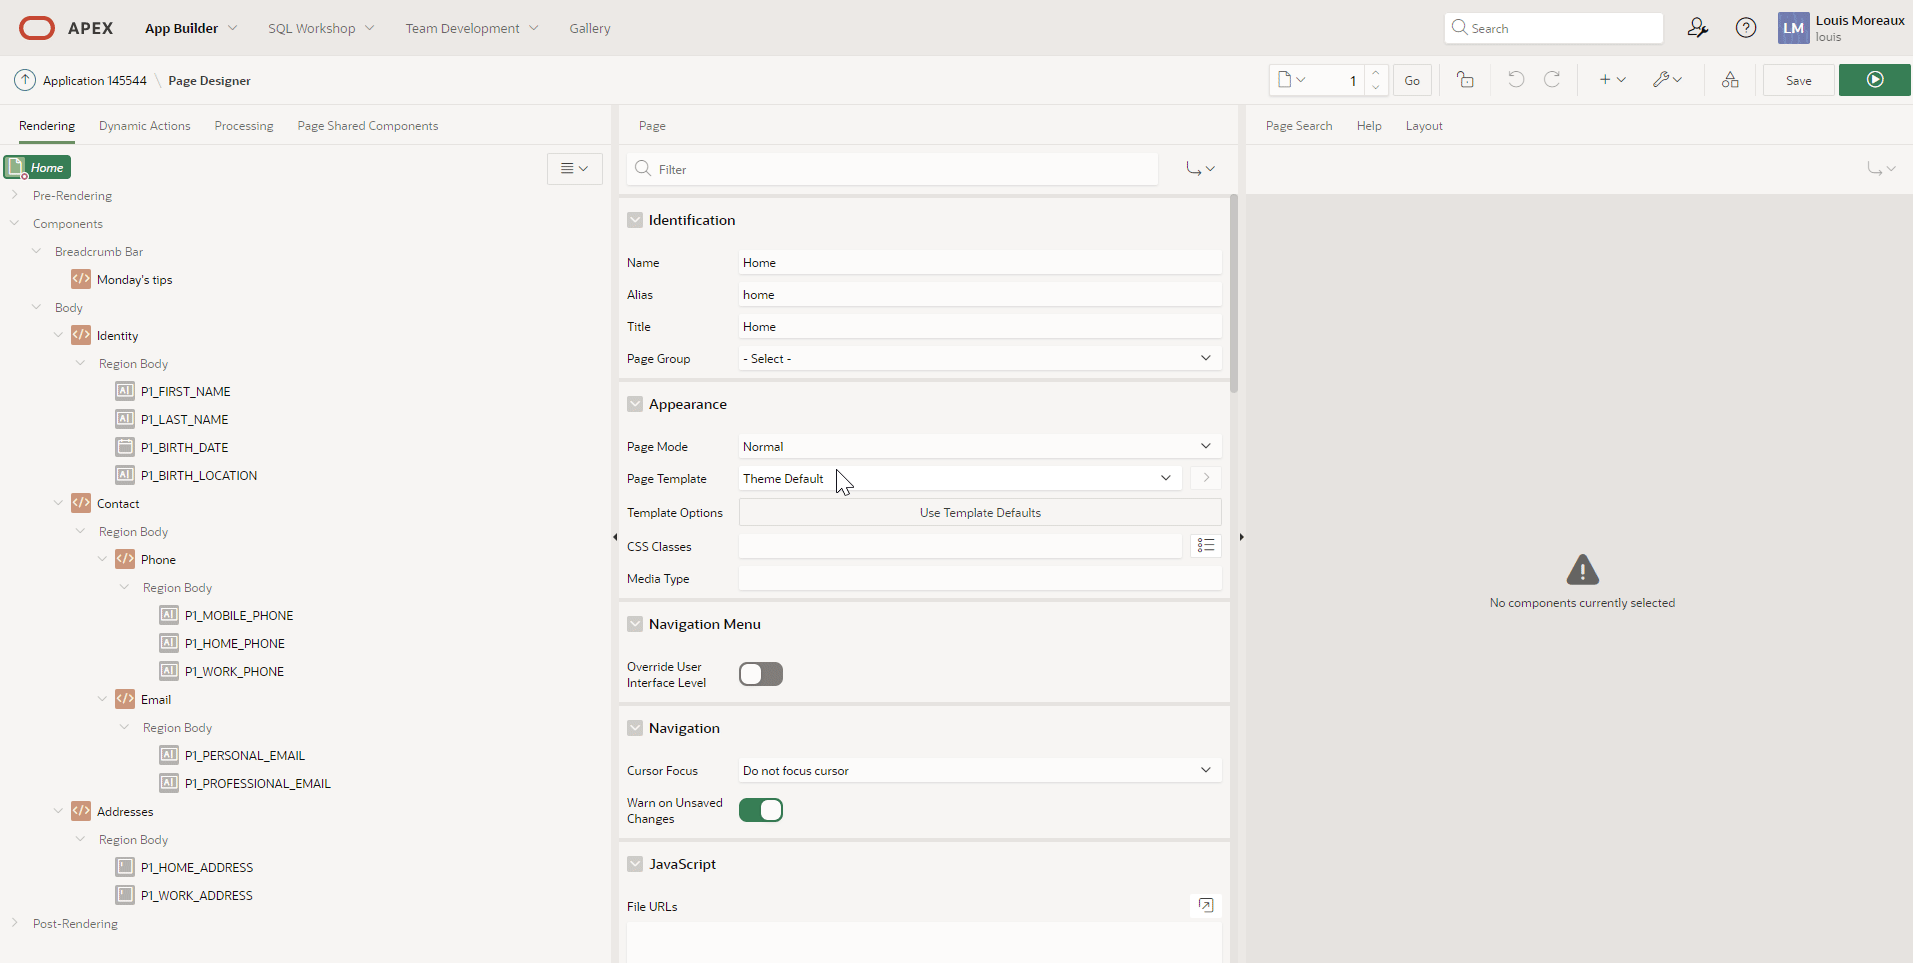 APEX
App Builder
SQL Workshop
Team Development
Gallery
Search
LM
Louis Moreaux
louis
Application 145544 \ Page Designer
1
Go
Save
Rendering
Dynamic Actions
Processing
Page Shared Components
Home
Pre-Rendering
Components
Breadcrumb Bar
Monday's tips
Body
Identity
Region Body
P1_FIRST_NAME
P1_LAST_NAME
P1_BIRTH_DATE
P1_BIRTH_LOCATION
Contact
Region Body
Phone
Region Body
P1_MOBILE_PHONE
P1_HOME_PHONE
P1_WORK_PHONE
Email
Region Body
P1_PERSONAL_EMAIL
P1_PROFESSIONAL_EMAIL
Addresses
Region Body
P1_HOME_ADDRESS
P1_WORK_ADDRESS
Post-Rendering
Page
Filter
Identification
Name Home
Alias home
Title Home
Page Group - Select -
Appearance
Page Mode Normal
Page Template Theme Default
Template Options Use Template Defaults
CSS Classes
Media Type
Navigation Menu
Override User
Interface Level
Navigation
Cursor Focus Do not focus cursor
Warn on Unsaved
Changes
JavaScript
File URLs
Page Search
Help
Layout
No components currently selected